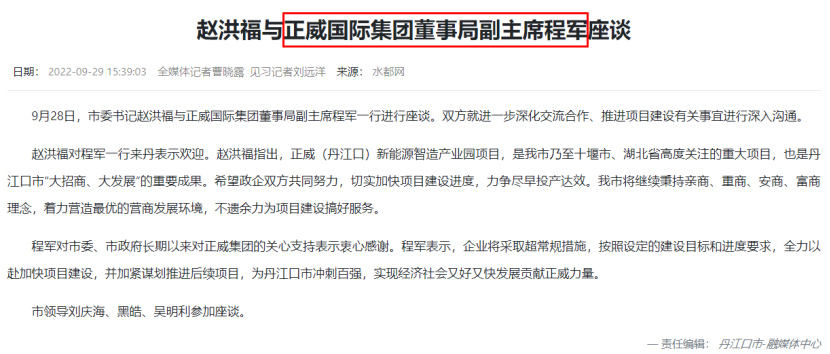 赵洪福与正威国际集团董事局副主席程军座谈
日期： 2022-09-29 15:39:03 全媒体记者曹晓露 见习记者刘远洋 来源： 水都网
9月28日，市委书记赵洪福与正威国际集团董事局副主席程军一行进行座谈。双方就进一步深化交流合作、推进项目建设有关事宜进行深入沟通。
赵洪福对程军一行来丹表示欢迎。赵洪福指出，正威（丹江口）新能源智造产业园项目，是我市乃至十堰市、湖北省高度关注的重大项目，也是丹
江口市“大招商、大发展”的重要成果。希望政企双方共同努力，切实加快项目建设进度，力争尽早投产达效。我市将继续秉持亲商、重商、安商、富商
理念，着力营造最优的营商发展环境，不遗余力为项目建设搞好服务。
程军对市委、市政府长期以来对正威集团的关心支持表示衷心感谢。程军表示，企业将采取超常规措施，按照设定的建设目标和进度要求，全力以
赴加快项目建设，并加紧谋划推进后续项目，为丹江口市冲刺百强，实现经济社会又好又快发展贡献正威力量。
市领导刘庆海、黑皓、吴明利参加座谈。
— 责任编辑： 丹江口市-融媒体中心